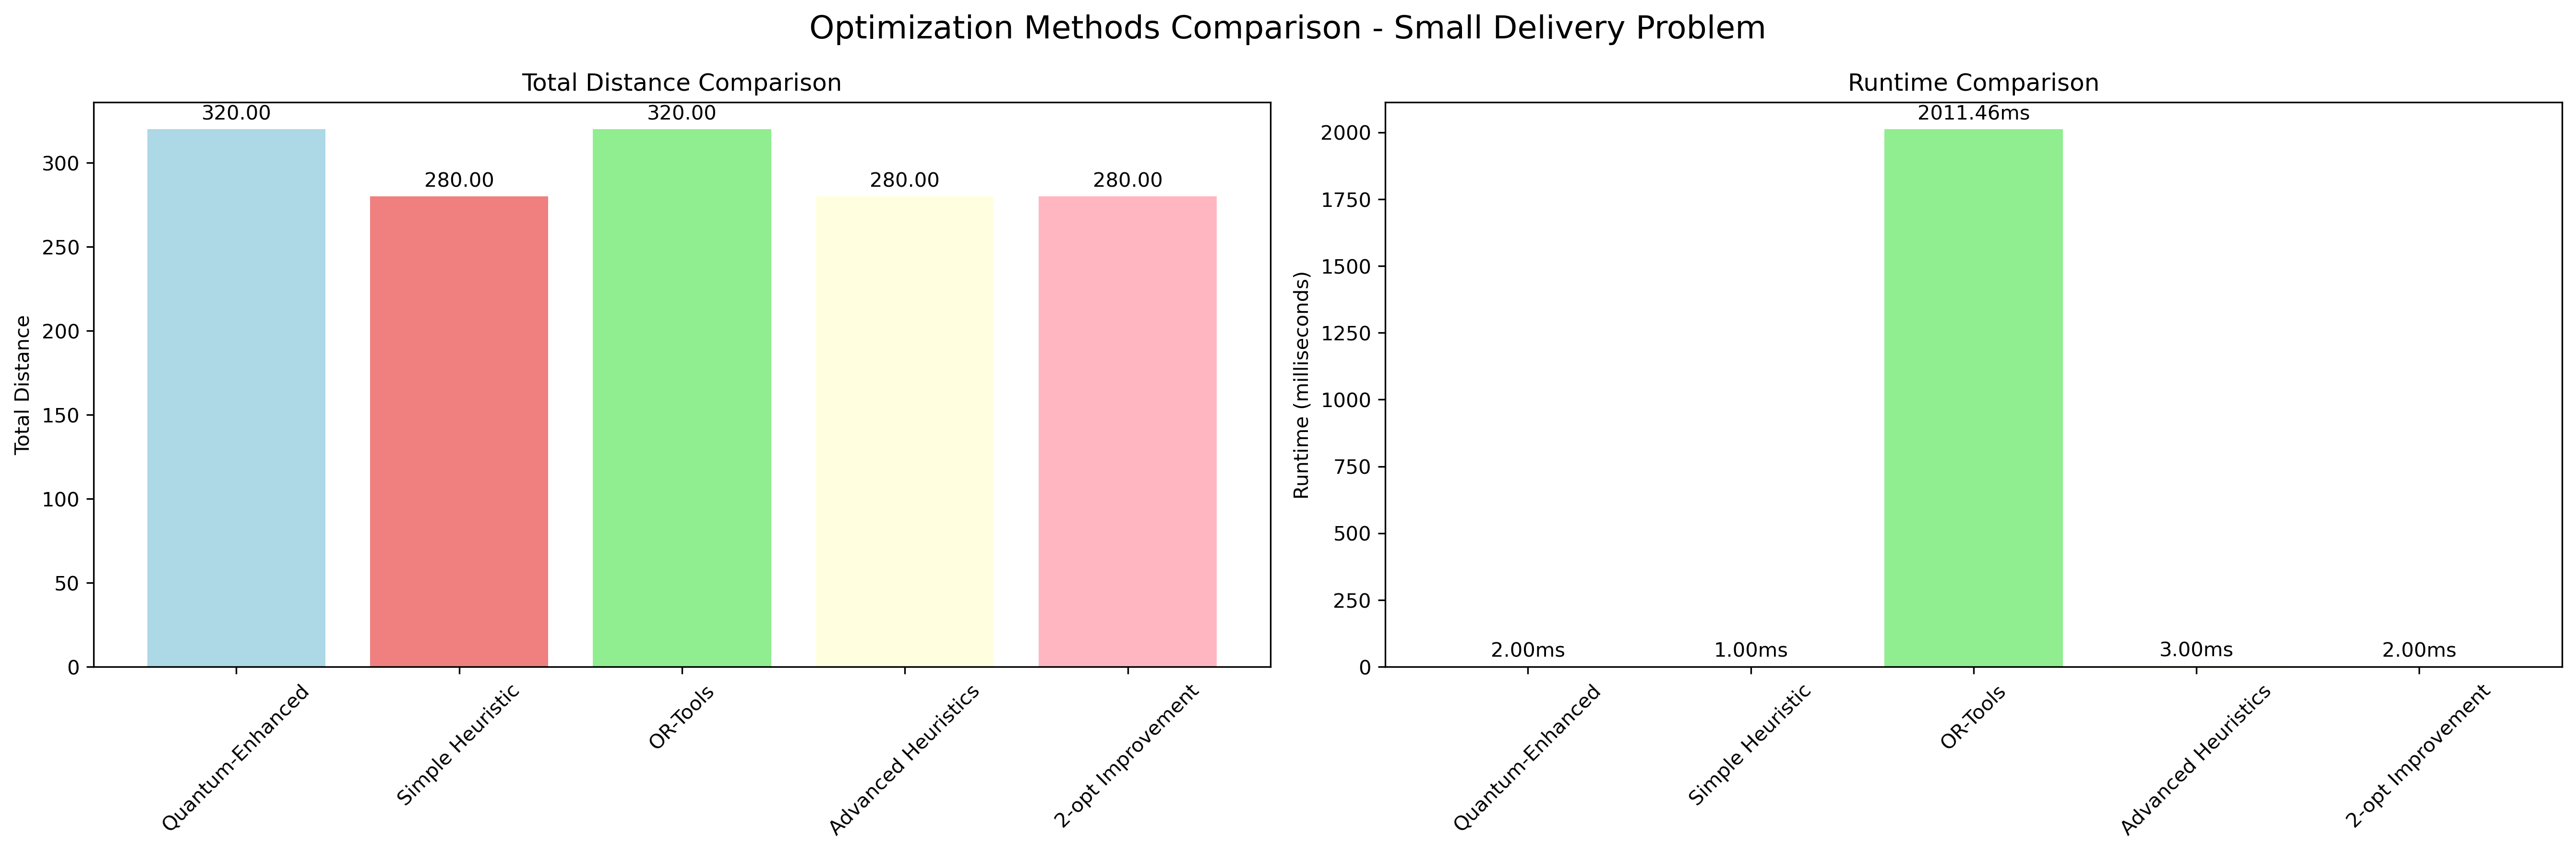 Optimization Methods Comparison - Small Delivery Problem
Total Distance Comparison
320.00
280.00
320.00
280.00
280.00
300
250
200
150
100
50
0
Total Distance
Quantum-Enhanced
Simple Heuristic
OR-Tools
Advanced Heuristics
2-opt Improvement
Runtime Comparison
2011.46ms
2.00ms
1.00ms
3.00ms
2.00ms
2000
1750
1500
1250
1000
750
500
250
0
Runtime (milliseconds)
Quantum-Enhanced
Simple Heuristic
OR-Tools
Advanced Heuristics
2-opt Improvement